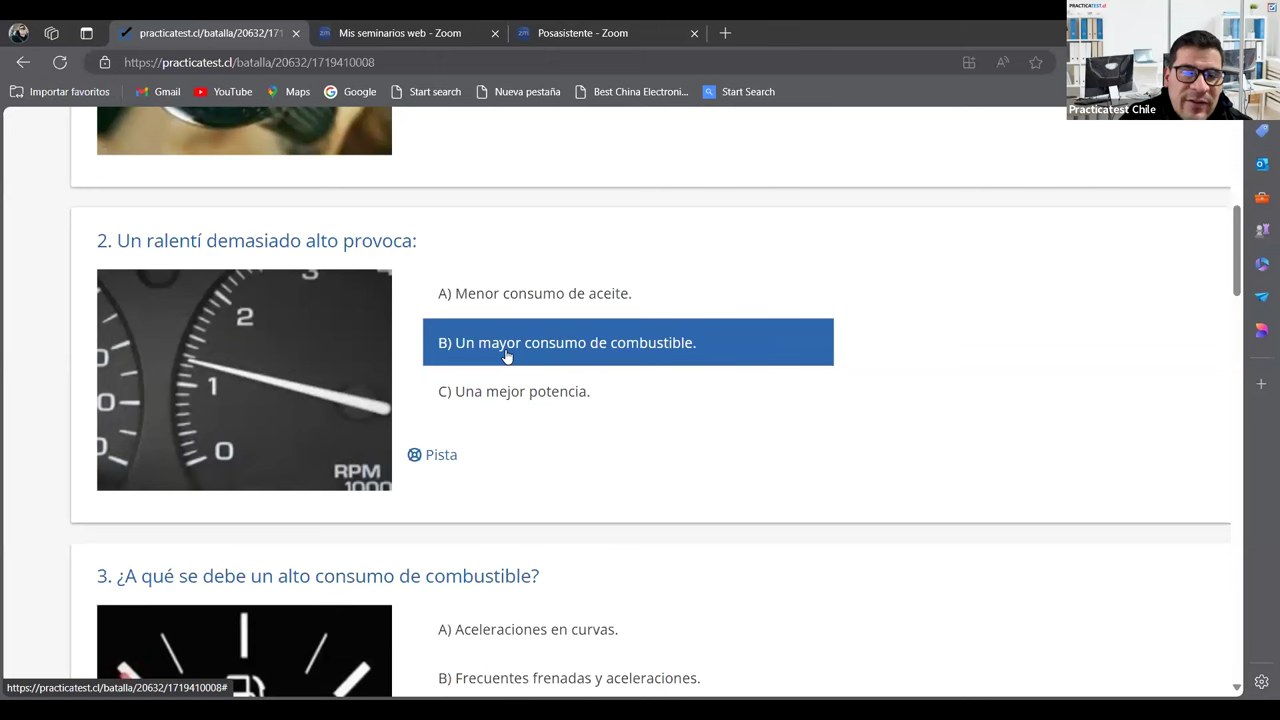 practicatest.cl/batalla/20632/171
Mis seminarios web - Zoom
Posasistente - Zoom
https://practicatest.cl/batalla/20632/1719410008
Importar favoritos
Gmail
YouTube
Maps
Google
Start search
Nueva pestaña
Best China Electroni...
Start Search
PRACTICATEST.cl
Practicatest Chile
2. Un ralentí demasiado alto provoca:
3
4
2
1
0
RPM
1000
A) Menor consumo de aceite.
B) Un mayor consumo de combustible.
C) Una mejor potencia.
Pista
3. ¿A qué se debe un alto consumo de combustible?
A) Aceleraciones en curvas.
B) Frecuentes frenadas y aceleraciones.
https://practicatest.cl/batalla/20632/1719410008#